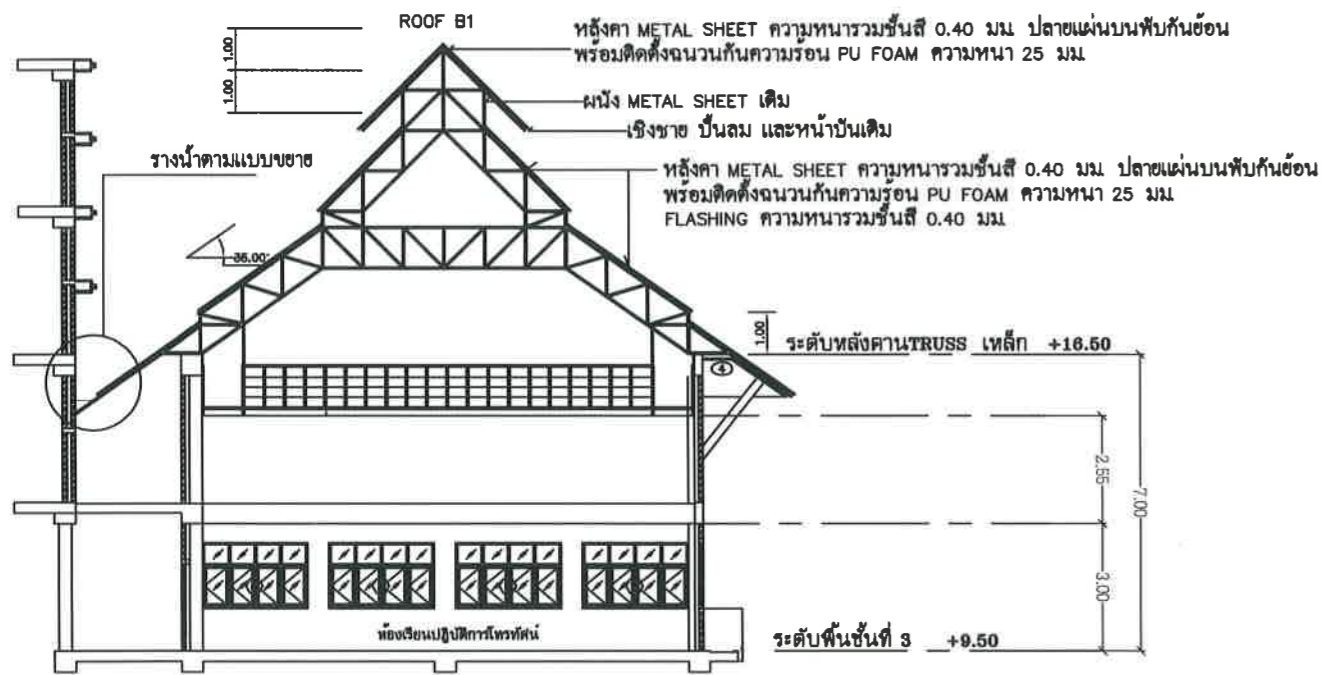 ROOF B1
หลังคา METAL SHEET ความหนารวมชั้นสี 0.40 มม. ปลายแผ่นบนพับกันย้อน
พร้อมติดตั้งฉนวนกันความร้อน PU FOAM ความหนา 25 มม.
1.00
1.00
ผนัง METAL SHEET เดิม
เชิงชาย ปั้นลม และหน้าบันเดิม
รางน้ำตามแบบขยาย
หลังคา METAL SHEET ความหนารวมชั้นสี 0.40 มม. ปลายแผ่นบนพับกันย้อน
พร้อมติดตั้งฉนวนกันความร้อน PU FOAM ความหนา 25 มม.
FLASHING ความหนารวมชั้นสี 0.40 มม.
36.00°
1.00
ระดับหลังคานTRUSS เหล็ก +16.50
4
2.55
7.00
3.00
ห้องเรียนปฏิบัติการโทรทัศน์
ระดับพื้นชั้นที่ 3 +9.50